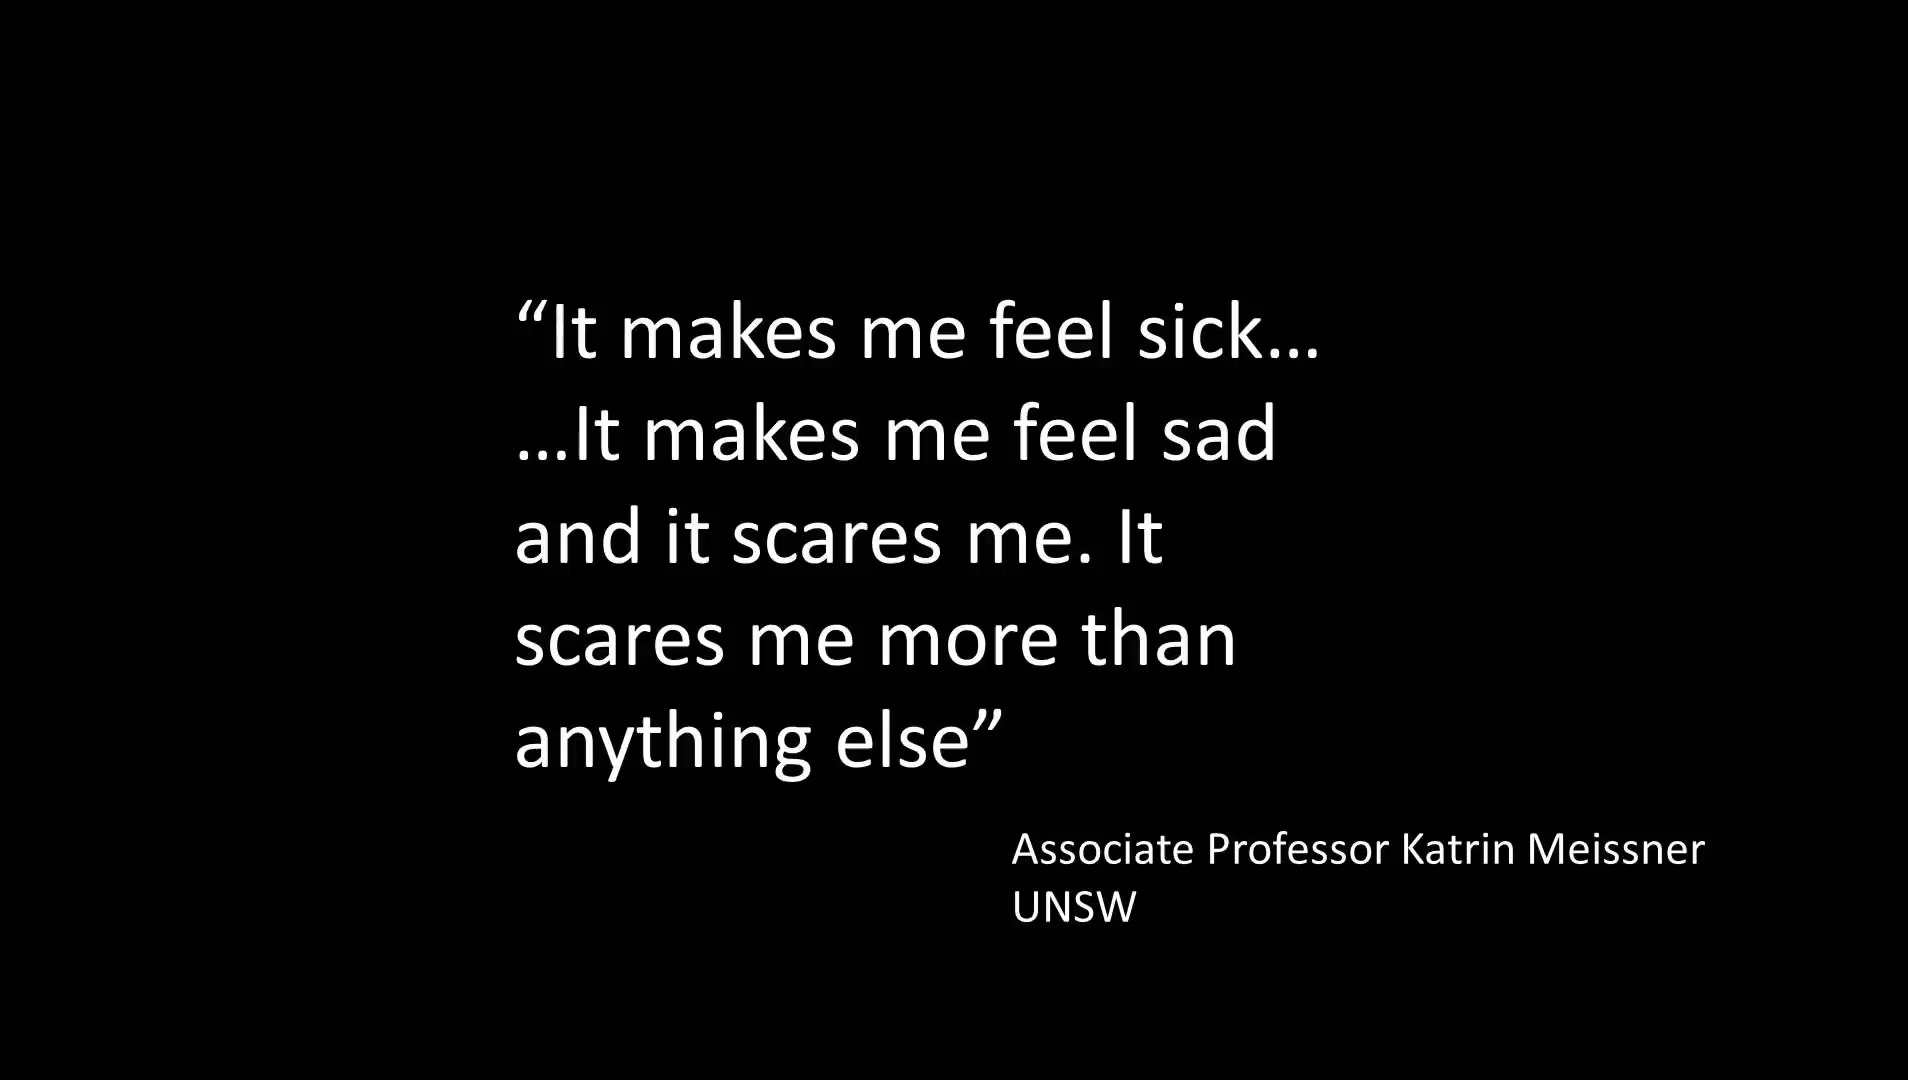 “It makes me feel sick...
...It makes me feel sad
and it scares me. It
scares me more than
anything else”
Associate Professor Katrin Meissner
UNSW